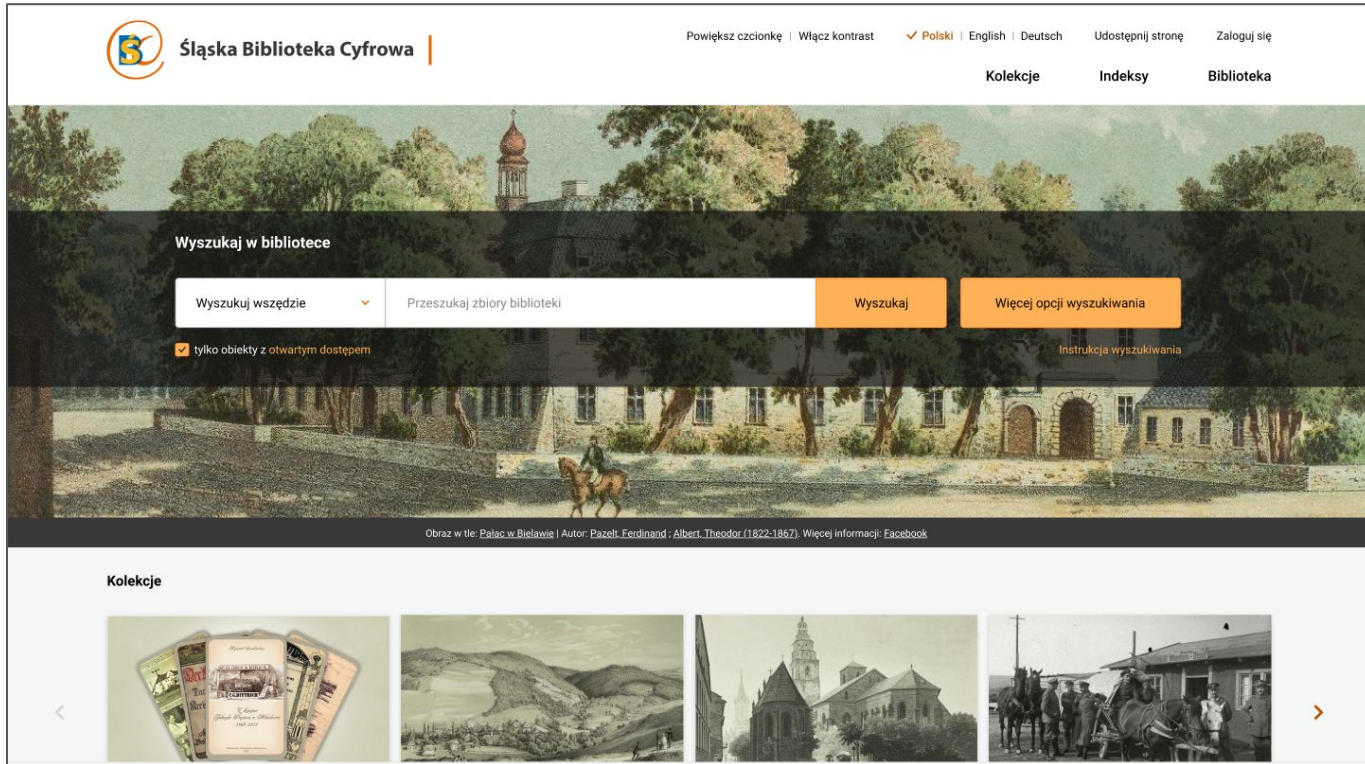 Śląska Biblioteka Cyfrowa
Powiększ czcionkę | Włącz kontrast
Polski | English | Deutsch
Udostępnij stronę
Zaloguj się
Kolekcje
Indeksy
Biblioteka
Wyszukaj w bibliotece
Wyszukuj wszędzie
Przeszukaj zbiory biblioteki
Wyszukaj
Więcej opcji wyszukiwania
tylko obiekty z otwartym dostępem
Instrukcja wyszukiwania
Obraz w tle: Pałac w Bielawie | Autor: Pazelt, Ferdinand ; Albert, Theodor (1822-1867). Więcej informacji: Facebook
Kolekcje